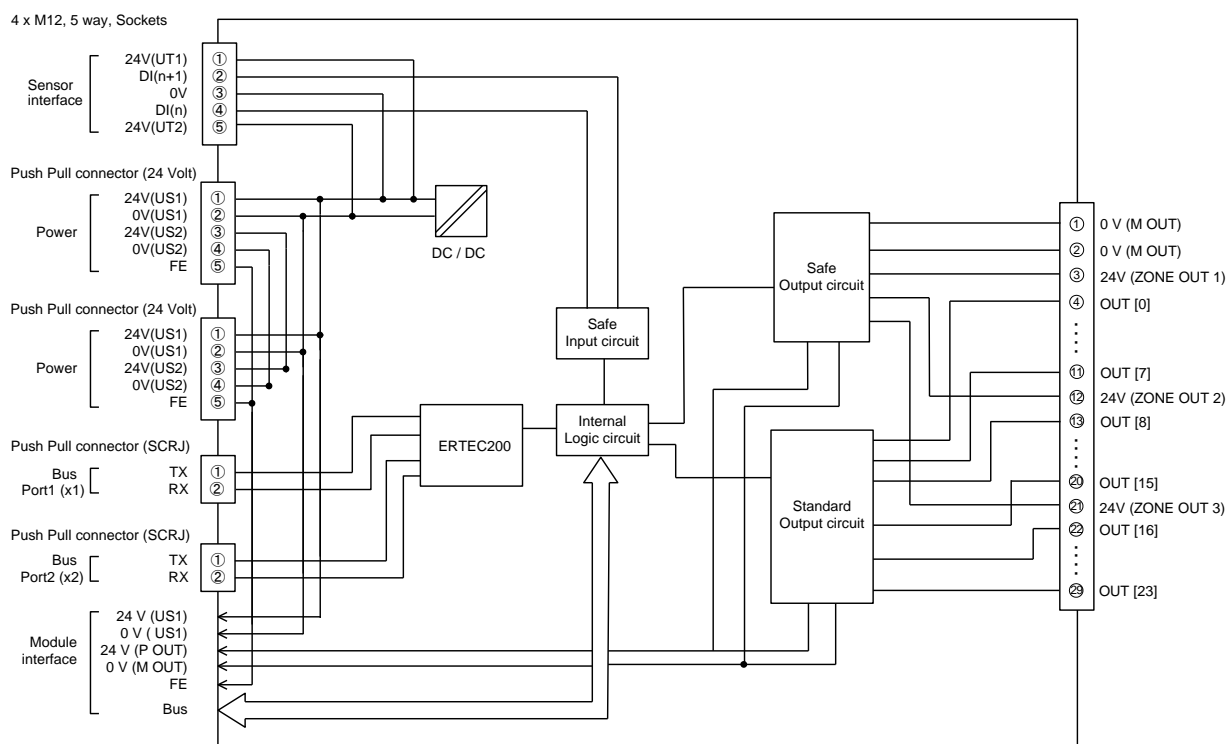 4 x M12, 5 way, Sockets
Sensor
interface
24V(UT1) ①
DI(n+1) ②
0V ③
DI(n) ④
24V(UT2) ⑤
Push Pull connector (24 Volt)
Power
24V(US1) ①
0V(US1) ②
24V(US2) ③
0V(US2) ④
FE ⑤
DC / DC
Push Pull connector (24 Volt)
Power
24V(US1) ①
0V(US1) ②
24V(US2) ③
0V(US2) ④
FE ⑤
Push Pull connector (SCRJ)
Bus
Port1 (x1)
TX ①
RX ②
Push Pull connector (SCRJ)
Bus
Port2 (x2)
TX ①
RX ②
Module
interface
24 V (US1)
0 V ( US1)
24 V (P OUT)
0 V (M OUT)
FE
Bus
ERTEC200
Safe
Input circuit
Internal
Logic circuit
Safe
Output circuit
Standard
Output circuit
① 0 V (M OUT)
② 0 V (M OUT)
③ 24V (ZONE OUT 1)
④ OUT [0]
⑪ OUT [7]
⑫ 24V (ZONE OUT 2)
⑬ OUT [8]
⑳ OUT [15]
㉑ 24V (ZONE OUT 3)
㉒ OUT [16]
㉙ OUT [23]